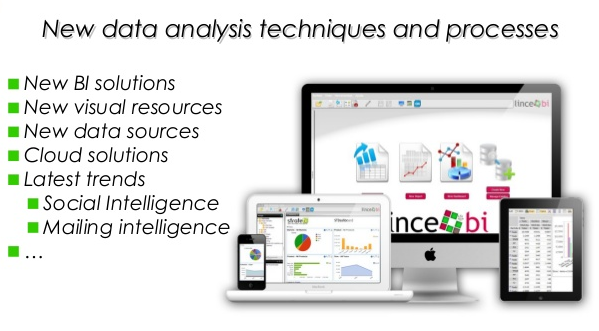 New data analysis techniques and processes
New BI solutions
New visual resources
New data sources
Cloud solutions
Latest trends
Social Intelligence
Mailing intelligence
…
lince bi
lince bi